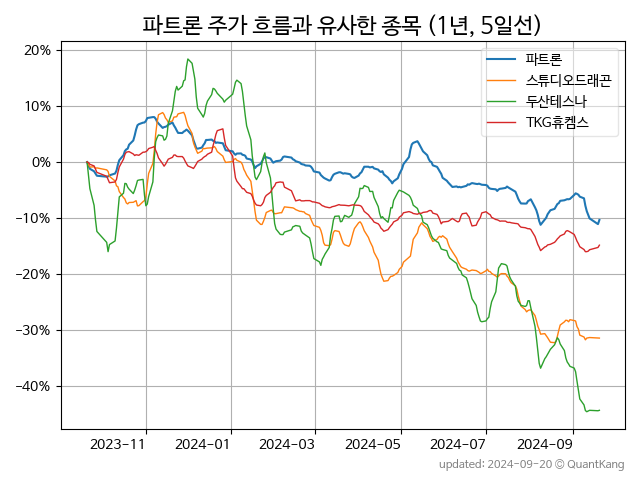 파트론 주가 흐름과 유사한 종목 (1년, 5일선)
파트론
스튜디오드래곤
두산테스나
TKG휴켐스
20%
10%
0%
−10%
−20%
−30%
−40%
2023−11
2024−01
2024−03
2024−05
2024−07
2024−09
updated: 2024-09-20 © QuantKang